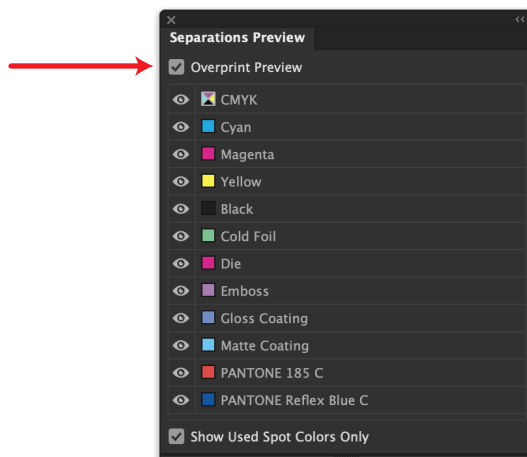 Separations Preview
Overprint Preview
CMYK
Cyan
Magenta
Yellow
Black
Cold Foil
Die
Emboss
Gloss Coating
Matte Coating
PANTONE 185 C
PANTONE Reflex Blue C
Show Used Spot Colors Only